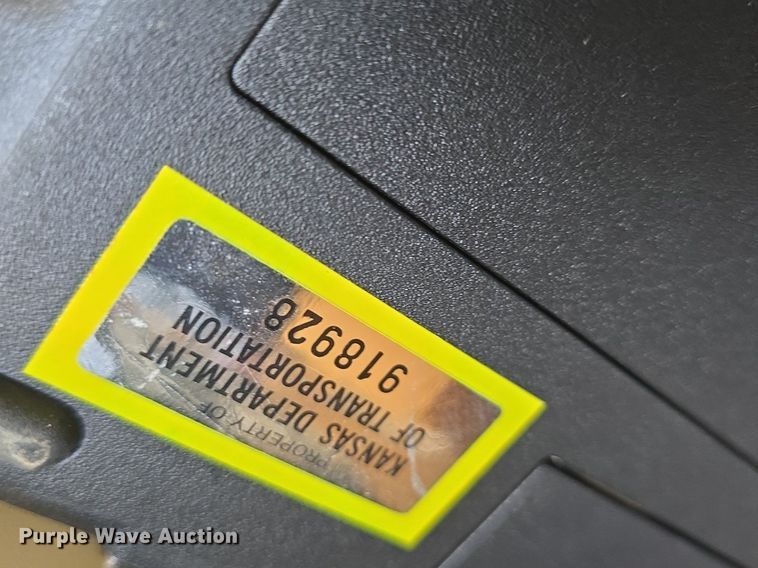 PROPERTY OF
KANSAS DEPARTMENT
OF TRANSPORTATION
918928
Purple Wave Auction